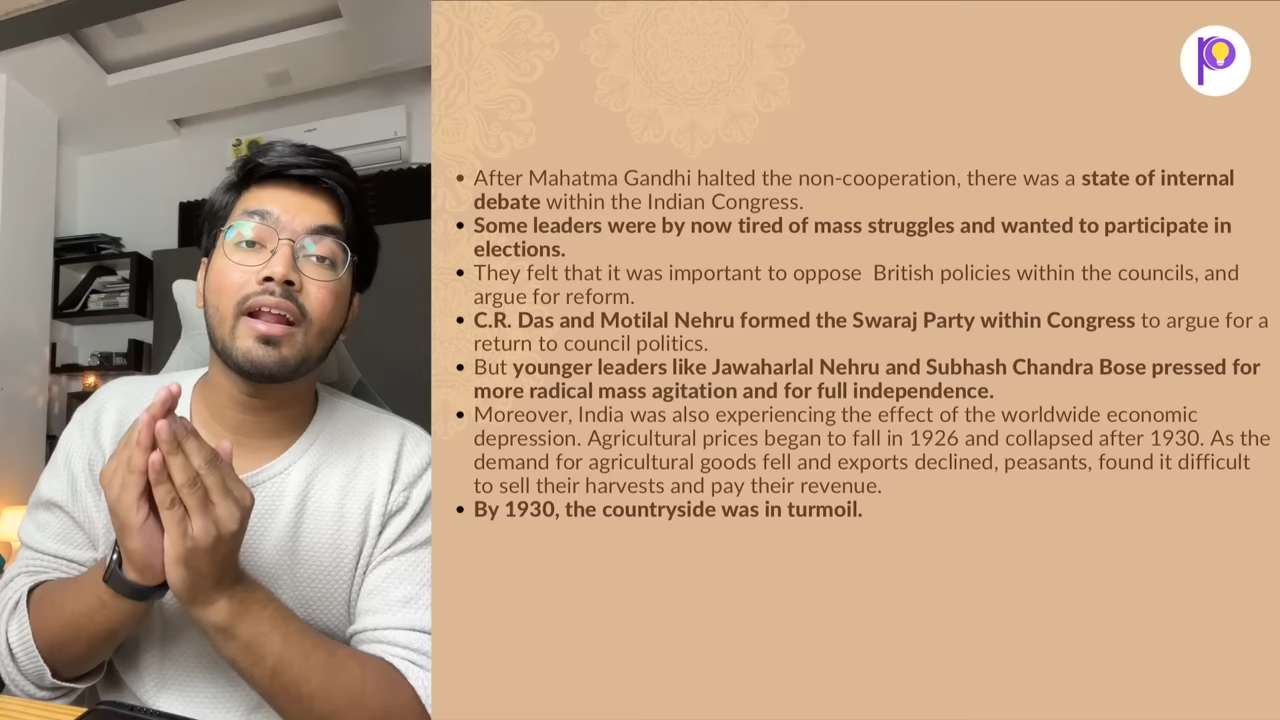 • After Mahatma Gandhi halted the non-cooperation, there was a state of internal
debate within the Indian Congress.
• Some leaders were by now tired of mass struggles and wanted to participate in
elections.
• They felt that it was important to oppose  British policies within the councils, and
argue for reform.
• C.R. Das and Motilal Nehru formed the Swaraj Party within Congress to argue for a
return to council politics.
• But younger leaders like Jawaharlal Nehru and Subhash Chandra Bose pressed for
more radical mass agitation and for full independence.
• Moreover, India was also experiencing the effect of the worldwide economic
depression. Agricultural prices began to fall in 1926 and collapsed after 1930. As the
demand for agricultural goods fell and exports declined, peasants, found it difficult
to sell their harvests and pay their revenue.
• By 1930, the countryside was in turmoil.